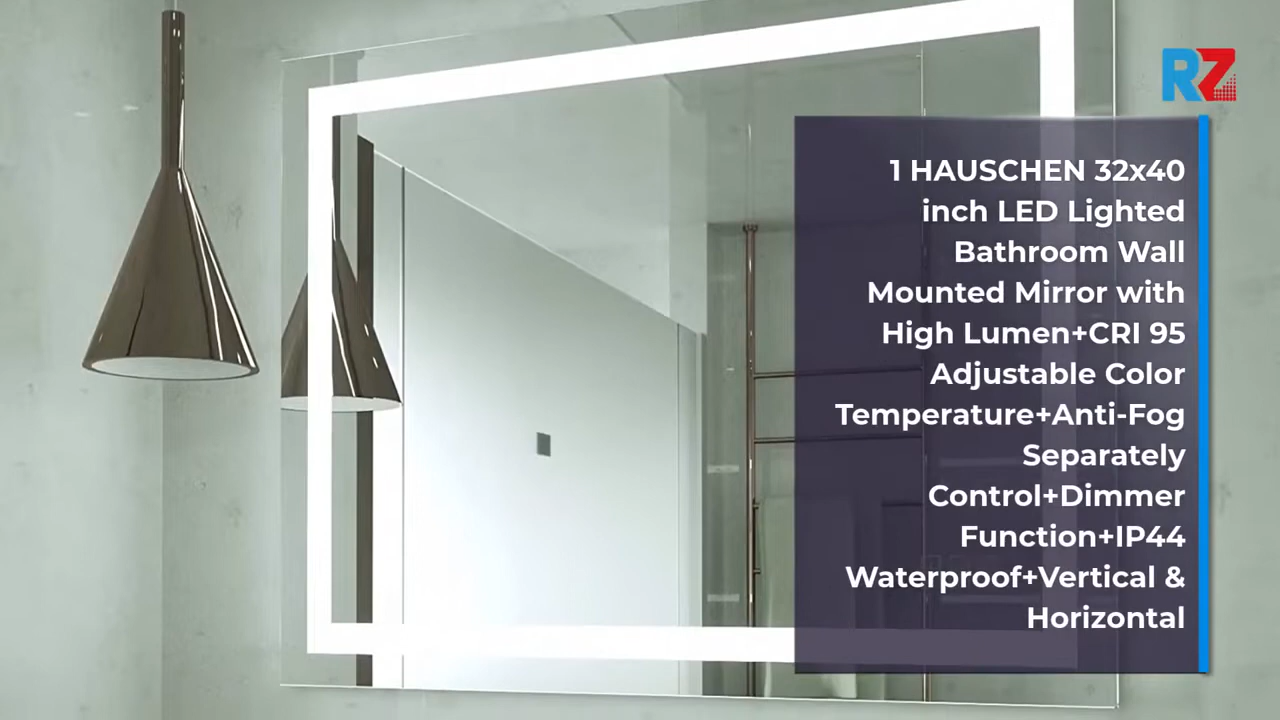 RZ
1 HAUSCHEN 32x40
inch LED Lighted
Bathroom Wall
Mounted Mirror with
High Lumen+CRI 95
Adjustable Color
Temperature+Anti-Fog
Separately
Control+Dimmer
Function+IP44
Waterproof+Vertical &
Horizontal